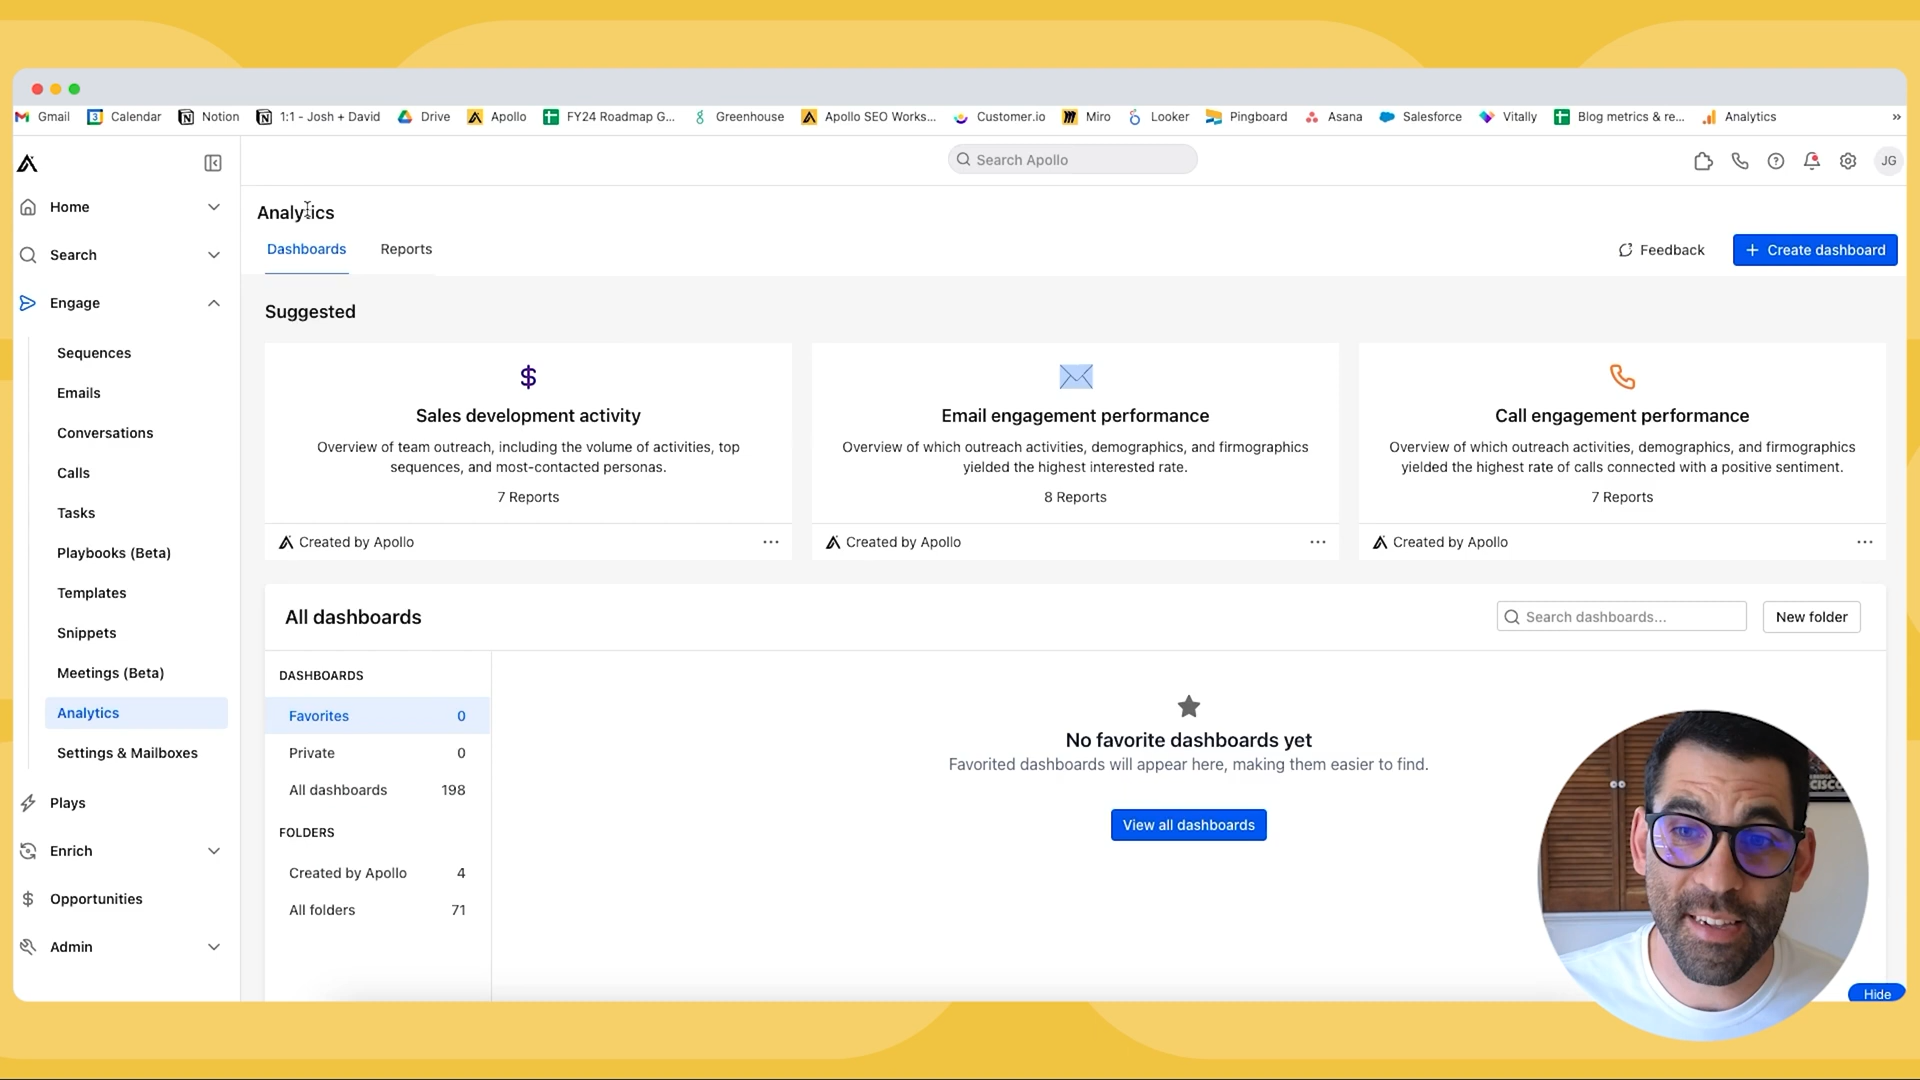 Gmail
3 Calendar
Notion
1:1 - Josh + David
Drive
Apollo
FY24 Roadmap G...
Greenhouse
Apollo SEO Works...
Customer.io
Miro
Looker
Pingboard
Asana
Salesforce
Vitally
Blog metrics & re...
Analytics
»
Search Apollo
JG
Home
Search
Engage
Sequences
Emails
Conversations
Calls
Tasks
Playbooks (Beta)
Templates
Snippets
Meetings (Beta)
Analytics
Settings & Mailboxes
Plays
Enrich
Opportunities
Admin
Analytics
Dashboards
Reports
Feedback
+ Create dashboard
Suggested
$
Sales development activity
Overview of team outreach, including the volume of activities, top
sequences, and most-contacted personas.
7 Reports
Created by Apollo
Email engagement performance
Overview of which outreach activities, demographics, and firmographics
yielded the highest interested rate.
8 Reports
Created by Apollo
Call engagement performance
Overview of which outreach activities, demographics, and firmographics
yielded the highest rate of calls connected with a positive sentiment.
7 Reports
Created by Apollo
All dashboards
Search dashboards...
New folder
DASHBOARDS
Favorites 0
Private 0
All dashboards 198
FOLDERS
Created by Apollo 4
All folders 71
No favorite dashboards yet
Favorited dashboards will appear here, making them easier to find.
View all dashboards
Hide